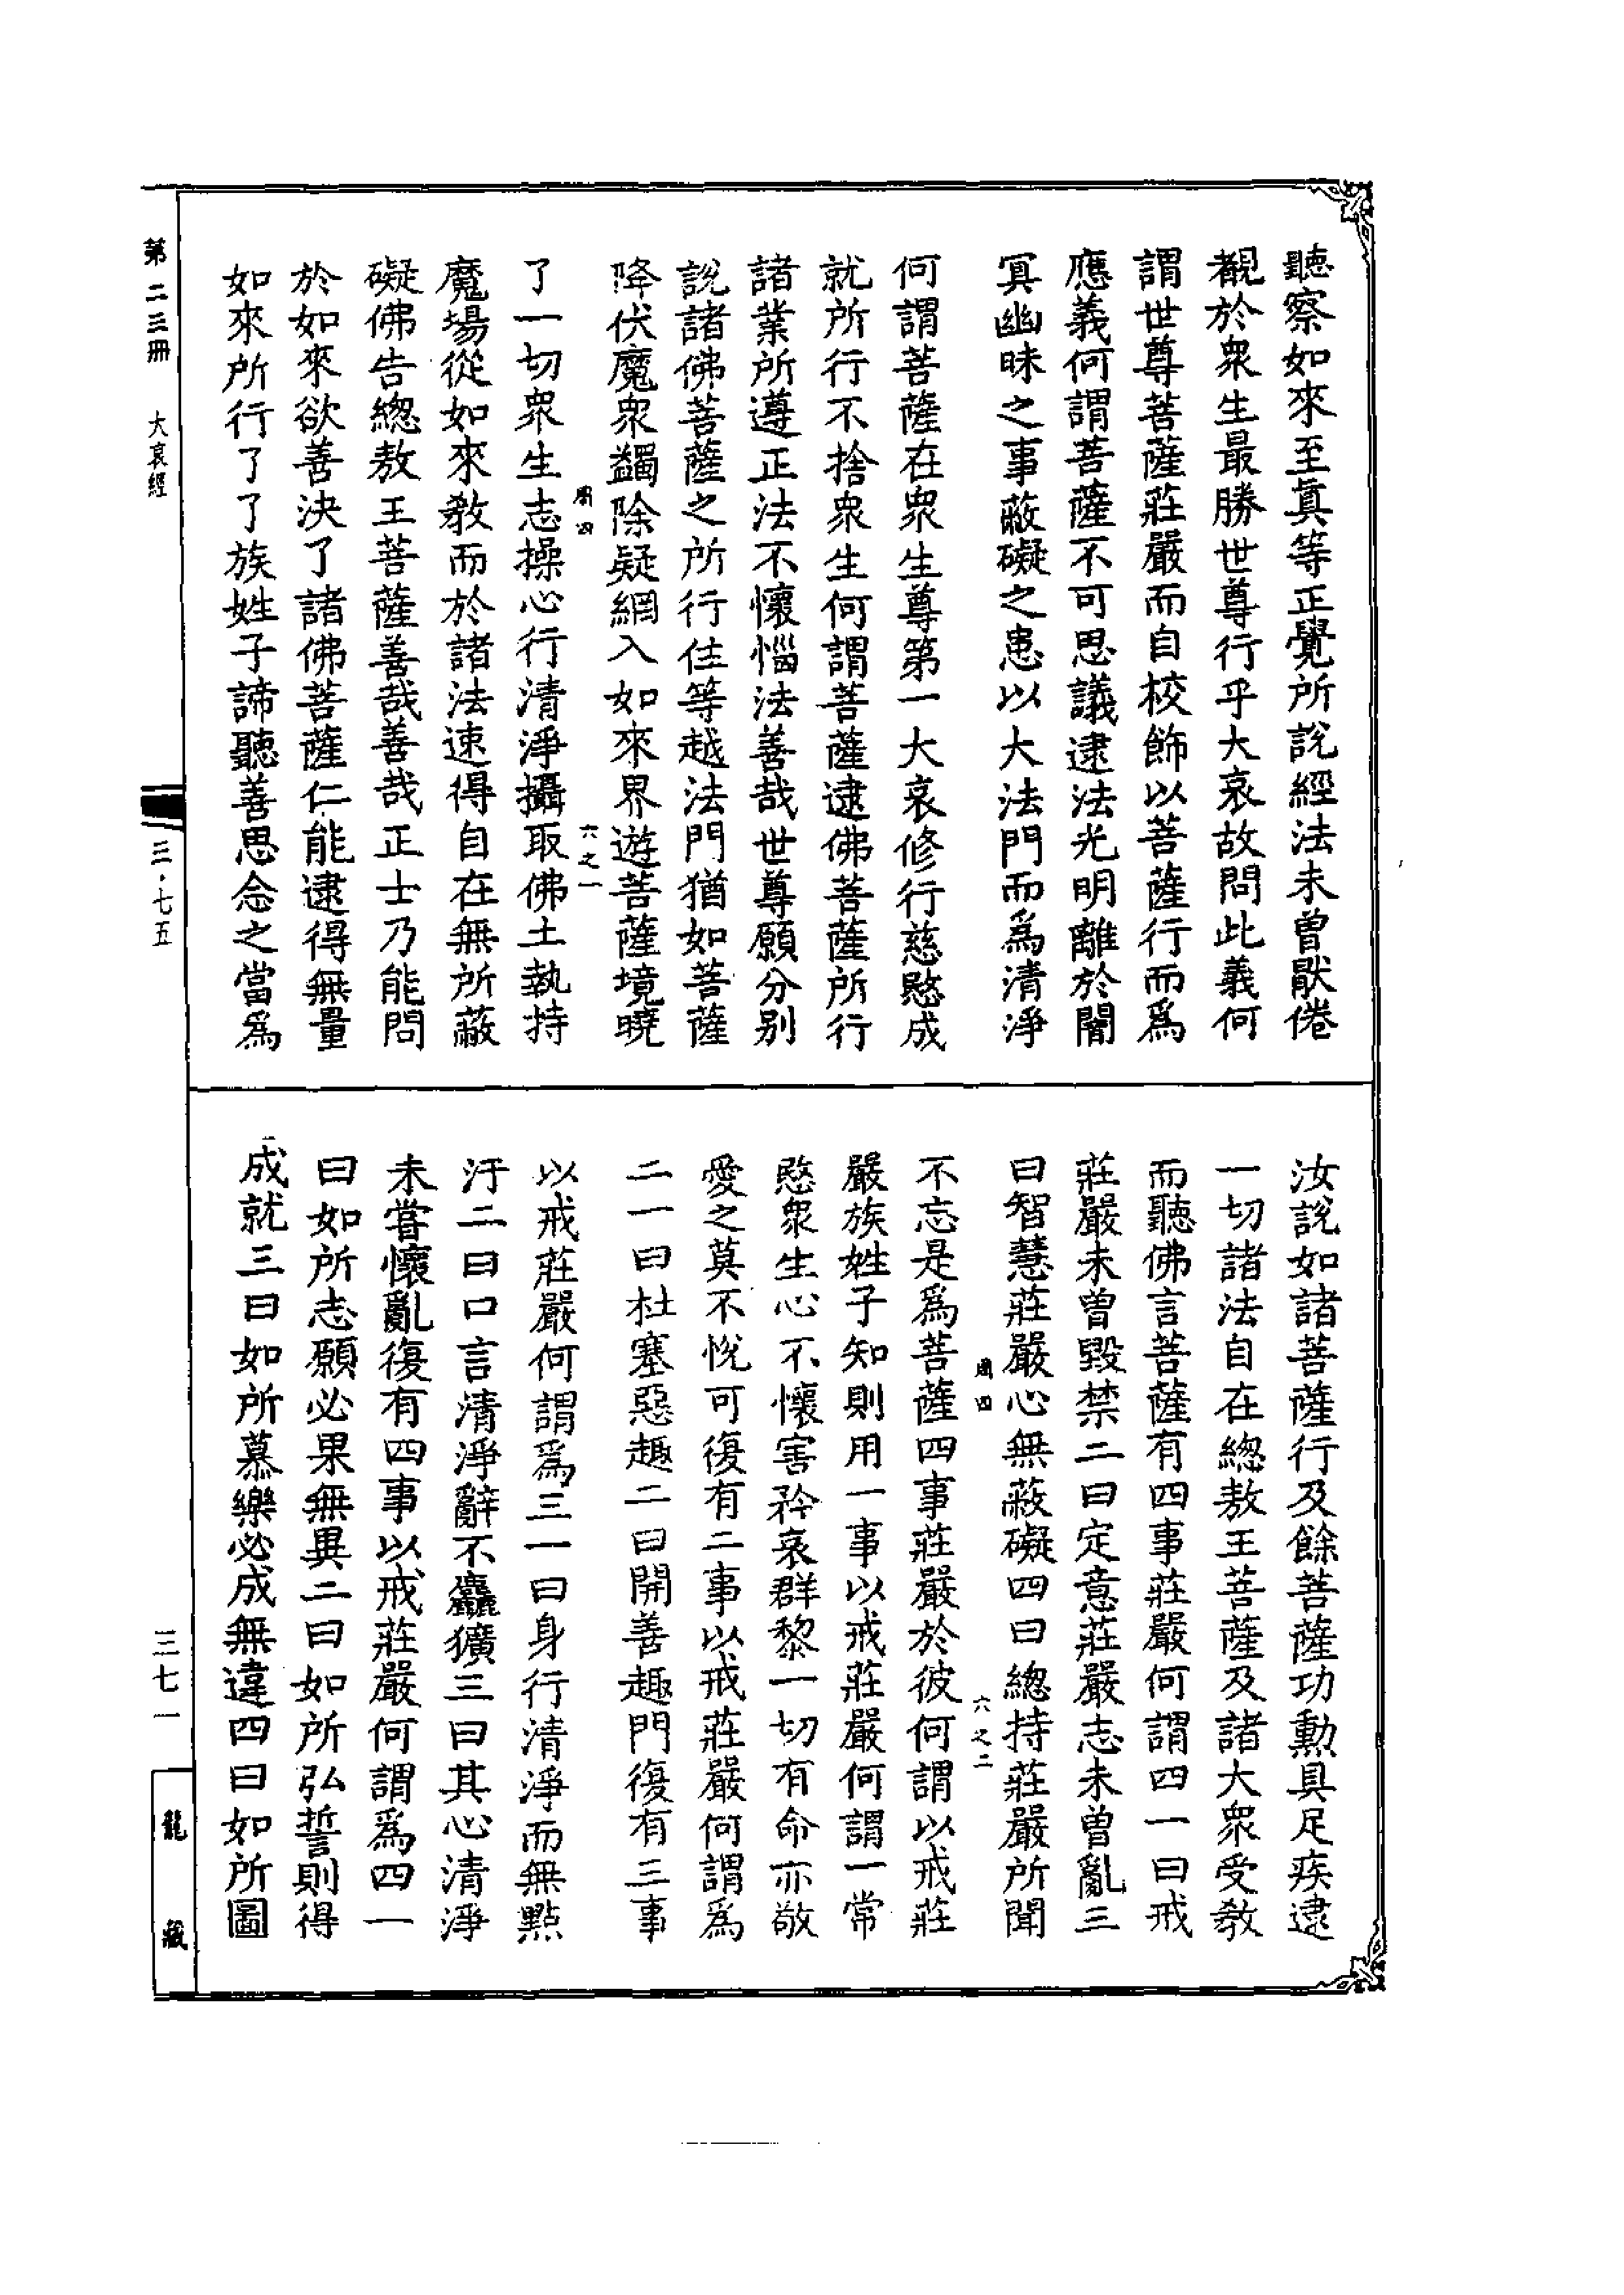 聽察如來至真等正覺所說經法未曾厭倦
觀於眾生最勝世尊行乎大哀故問此義何
謂世尊菩薩莊嚴而自校飾以菩薩行而為
應義何謂菩薩不可思議逮法光明離於闇
冥幽昧之事蔽礙之患以大法門而為清淨
何謂菩薩在眾生尊第一大哀修行慈愍成
就所行不捨眾生何謂菩薩逮佛菩薩所行
諸業所遵正法不懷惱法善哉世尊願分別
說諸佛菩薩之所行住等越法門猶如菩薩
降伏魔眾蠲除疑網入如來界遊菩薩境曉
周四
六之一
了一切眾生志操心行清淨攝取佛土執持
魔場從如來教而於諸法速得自在無所蔽
礙佛告總敖王菩薩善哉善哉正士乃能問
於如來欲善決了諸佛菩薩仁能逮得無量
如來所行了了族姓子諦聽善思念之當為
汝說如諸菩薩行及餘菩薩功勳具足疾逮
一切諸法自在總敖王菩薩及諸大眾受教
而聽佛言菩薩有四事莊嚴何謂四一曰戒
莊嚴未曾毀禁二曰定意莊嚴志未曾亂三
曰智慧莊嚴心無蔽礙四曰總持莊嚴所聞
周四
六之二
不忘是為菩薩四事莊嚴於彼何謂以戒莊
嚴族姓子知則用一事以戒莊嚴何謂一常
愍眾生心不懷害矜哀群黎一切有命亦敬
愛之莫不悅可復有二事以戒莊嚴何謂為
二一曰杜塞惡趣二曰開善趣門復有三事
以戒莊嚴何謂為三一曰身行清淨而無點
汙二曰口言清淨辭不麤獷三曰其心清淨
未嘗懷亂復有四事以戒莊嚴何謂為四一
曰如所志願必果無異二曰如所弘誓則得
成就三曰如所慕樂必成無違四曰如所圖
第二三冊　大哀經
三·七五
三七一
龍藏